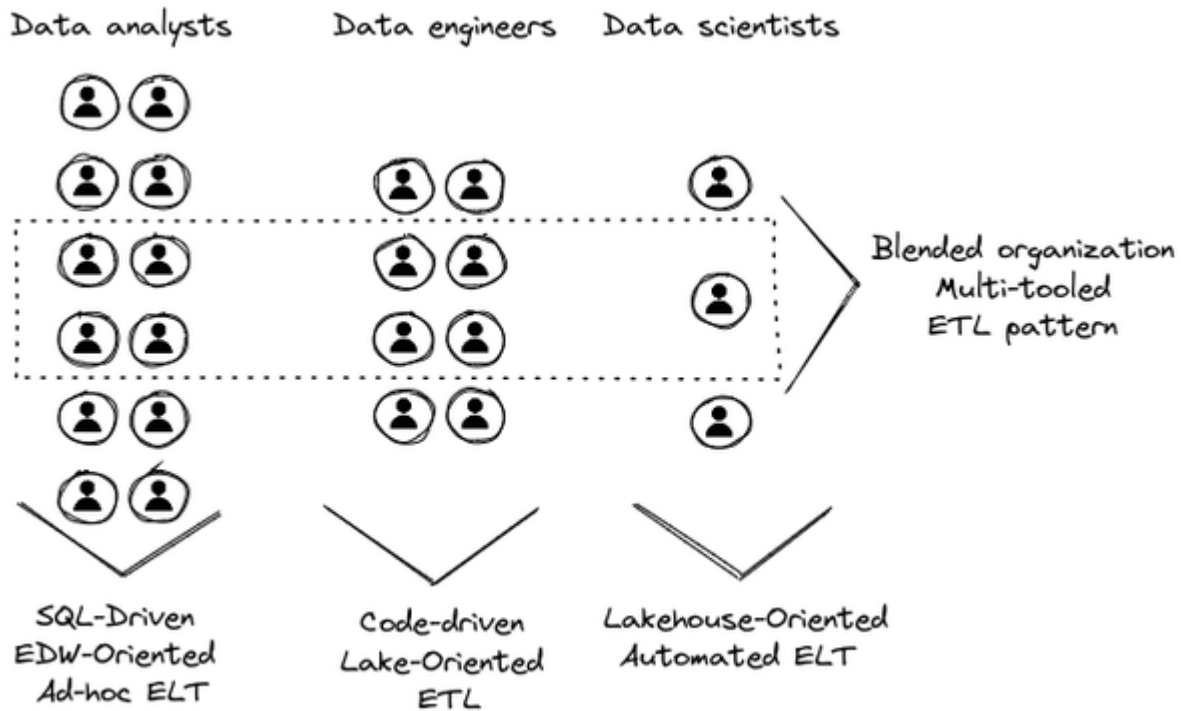 Data analysts
Data engineers
Data scientists
Blended organization
Multi-tooled
ETL pattern
SQL-Driven
EDW-Oriented
Ad-hoc ELT
Code-driven
Lake-Oriented
ETL
Lakehouse-Oriented
Automated ELT